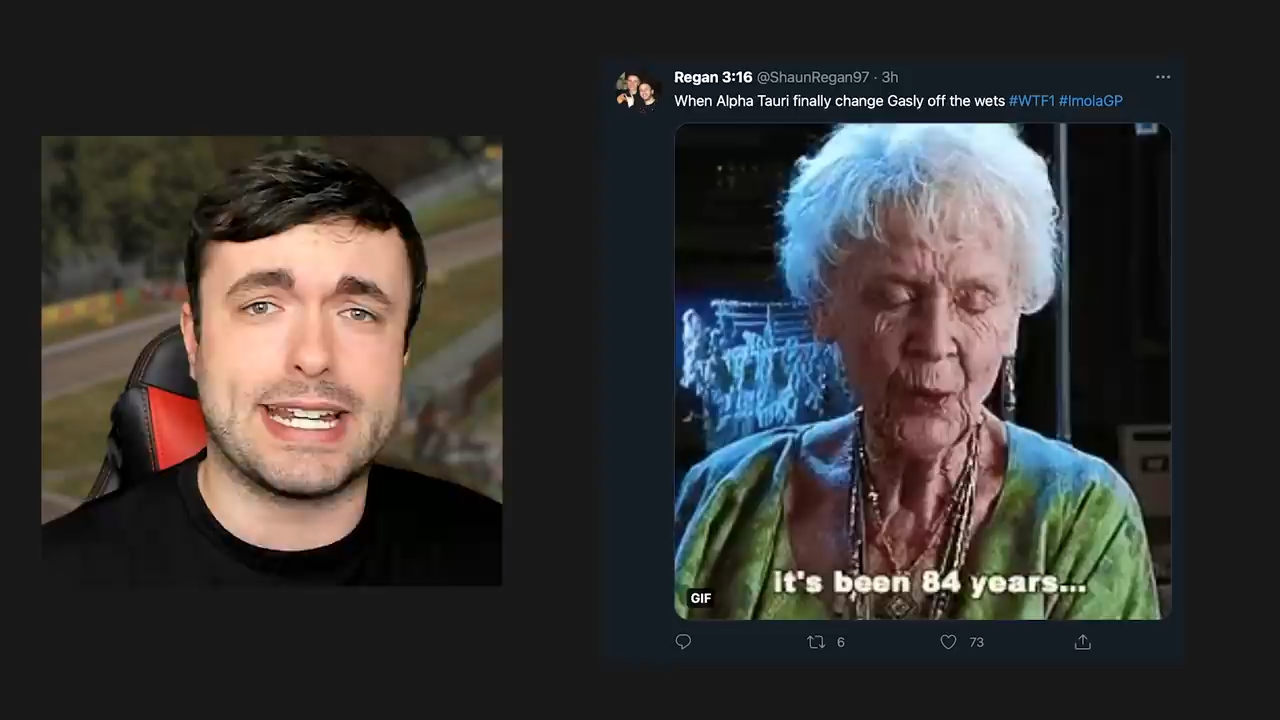 Regan 3:16 @ShaunRegan97 · 3h
When Alpha Tauri finally change Gasly off the wets #WTF1 #ImolaGP
it's been 84 years...
GIF
6 73